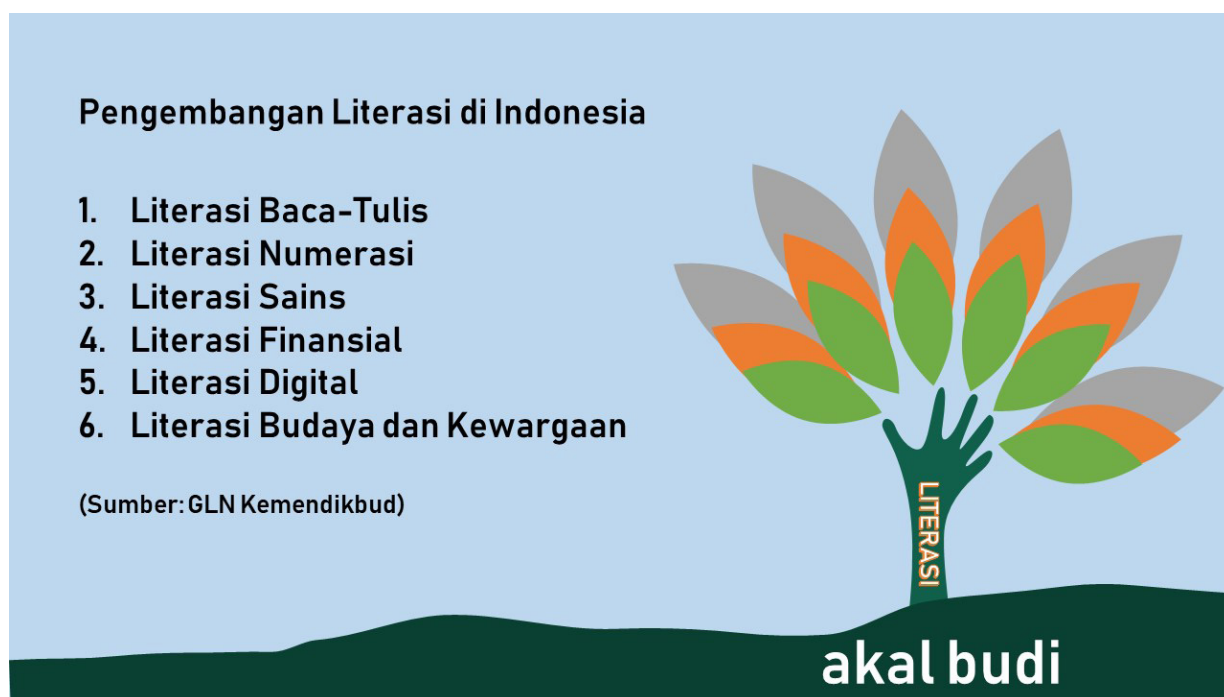 Pengembangan Literasi di Indonesia
1. Literasi Baca-Tulis
2. Literasi Numerasi
3. Literasi Sains
4. Literasi Finansial
5. Literasi Digital
6. Literasi Budaya dan Kewargaan
(Sumber: GLN Kemendikbud)
LITERASI
akal budi